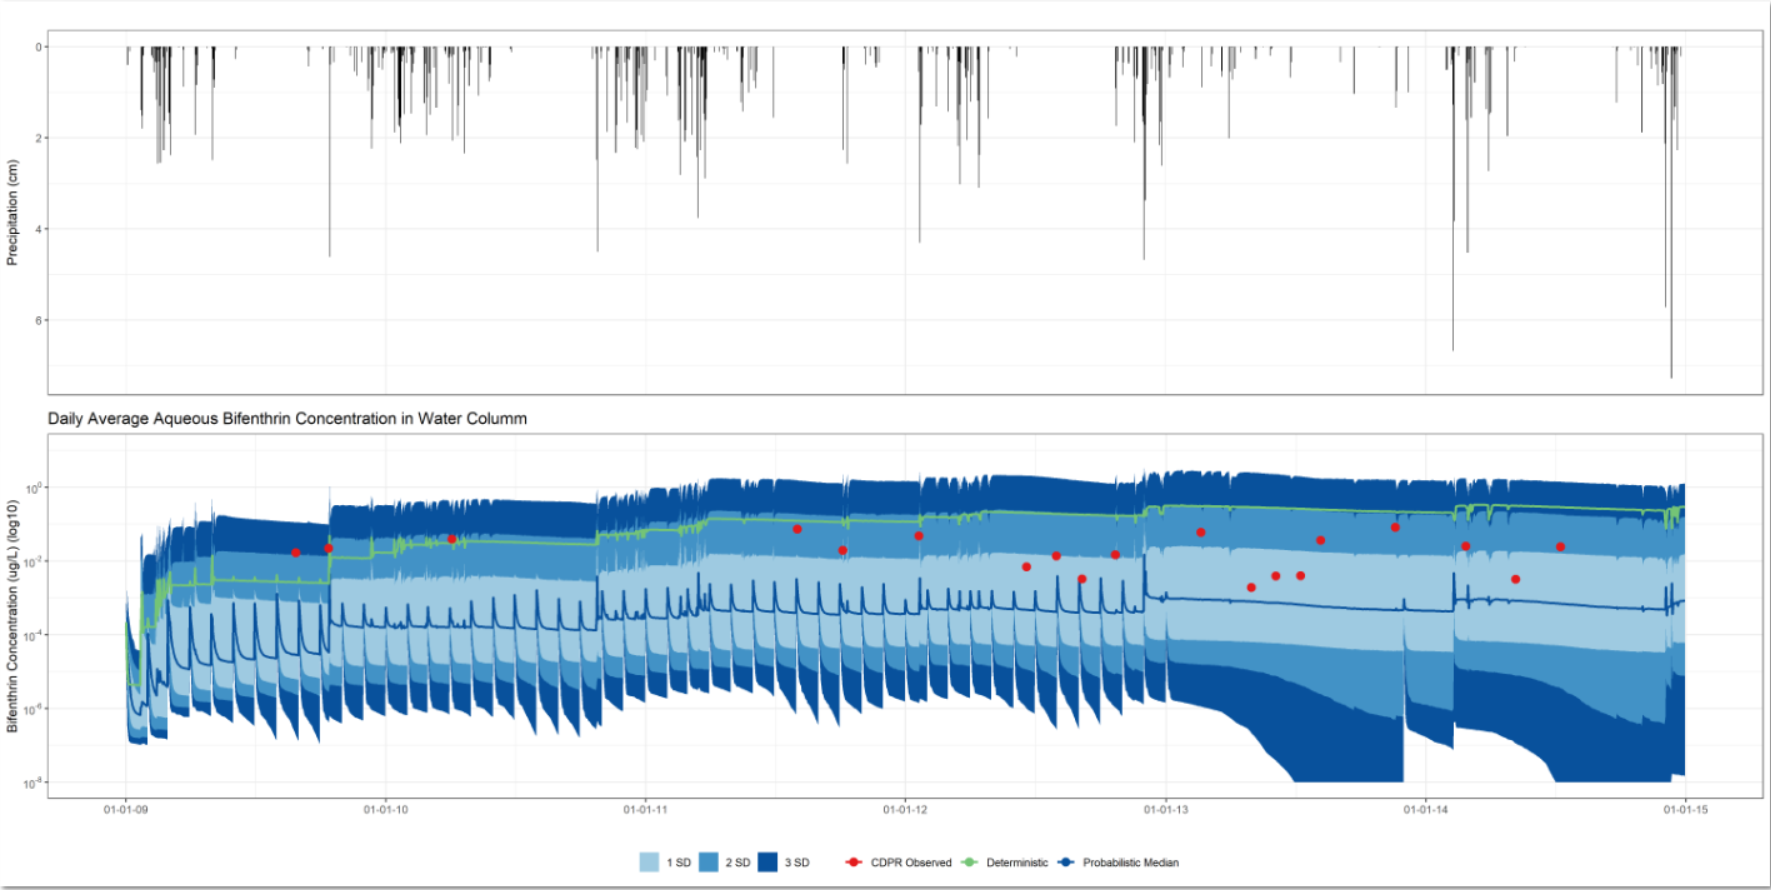 0
2
4
6
Precipitation (cm)
Daily Average Aqueous Bifenthrin Concentration in Water Columm
10⁰
10⁻²
10⁻⁴
10⁻⁶
10⁻⁸
Bifenthrin Concentration (ug/L) (log10)
01-01-09 01-01-10 01-01-11 01-01-12 01-01-13 01-01-14 01-01-15
1 SD 2 SD 3 SD CDPR Observed Deterministic Probabilistic Median